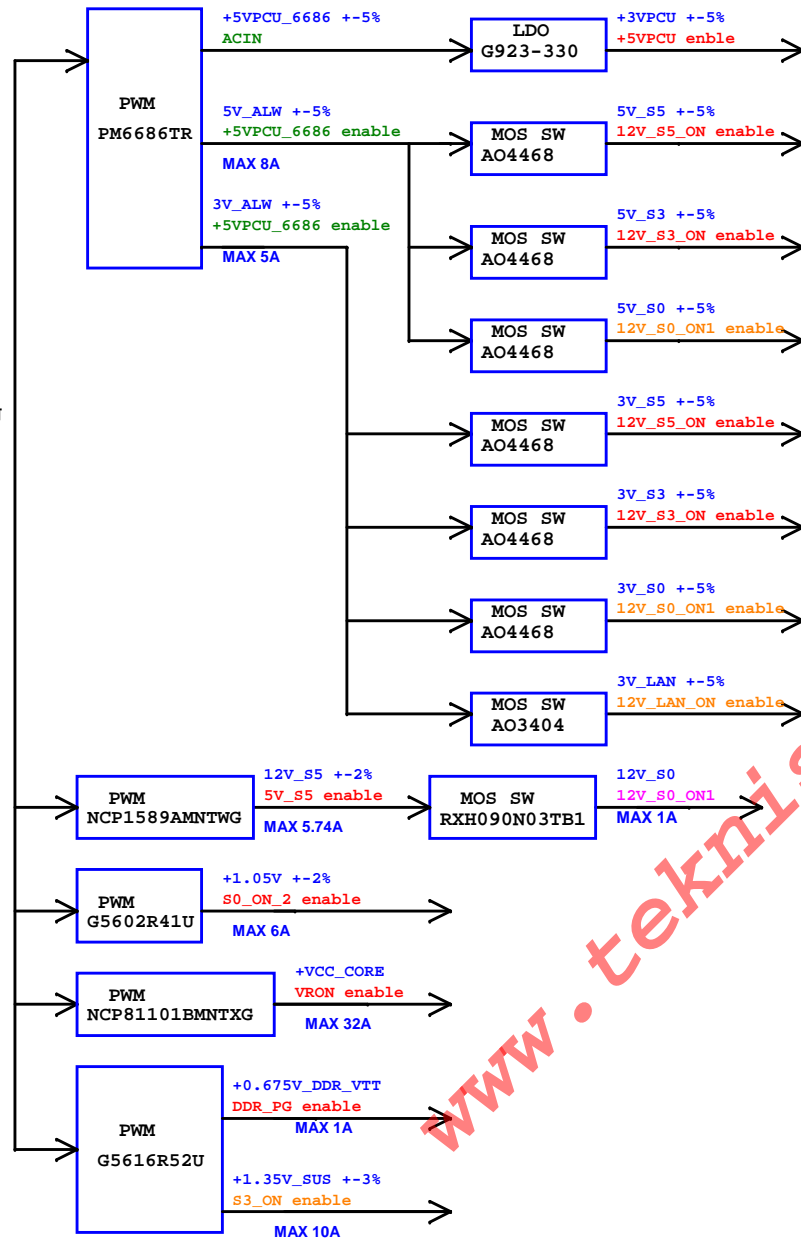 +5VPCU_6686 +-5%
ACIN
LDO
G923-330
+3VPCU +-5%
+5VPCU enble
PWM
PM6686TR
5V_ALW +-5%
+5VPCU_6686 enable
MAX 8A
MOS SW
AO4468
5V_S5 +-5%
12V_S5_ON enable
3V_ALW +-5%
+5VPCU_6686 enable
MAX 5A
MOS SW
AO4468
5V_S3 +-5%
12V_S3_ON enable
MOS SW
AO4468
5V_S0 +-5%
12V_S0_ON1 enable
MOS SW
AO4468
3V_S5 +-5%
12V_S5_ON enable
MOS SW
AO4468
3V_S3 +-5%
12V_S3_ON enable
MOS SW
AO4468
3V_S0 +-5%
12V_S0_ON1 enable
MOS SW
AO3404
3V_LAN +-5%
12V_LAN_ON enable
PWM
NCP1589AMNTWG
12V_S5 +-2%
5V_S5 enable
MAX 5.74A
MOS SW
RXH090N03TB1
12V_S0
12V_S0_ON1
MAX 1A
PWM
G5602R41U
+1.05V +-2%
S0_ON_2 enable
MAX 6A
PWM
NCP81101BMNTXG
+VCC_CORE
VRON enable
MAX 32A
PWM
G5616R52U
+0.675V_DDR_VTT
DDR_PG enable
MAX 1A
+1.35V_SUS +-3%
S3_ON enable
MAX 10A
www.teknis